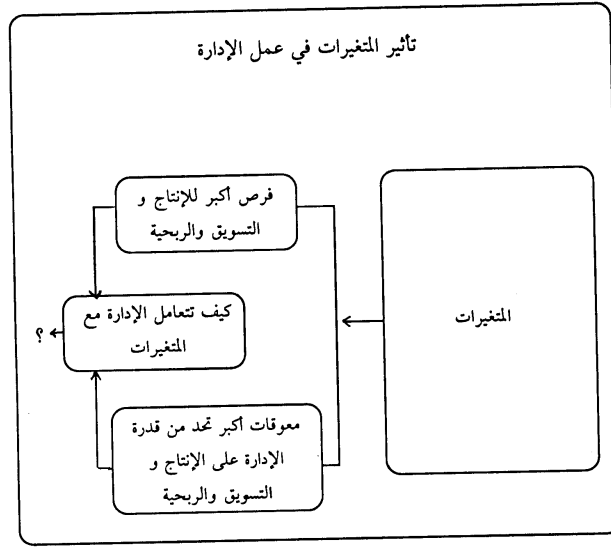 تأثير المتغيرات في عمل الإدارة
المتغيرات
فرص أكبر للإنتاج و
التسويق والربحية
كيف تتعامل الإدارة مع
المتغيرات
؟
معوقات أكبر تحد من قدرة
الإدارة على الإنتاج و
التسويق والربحية